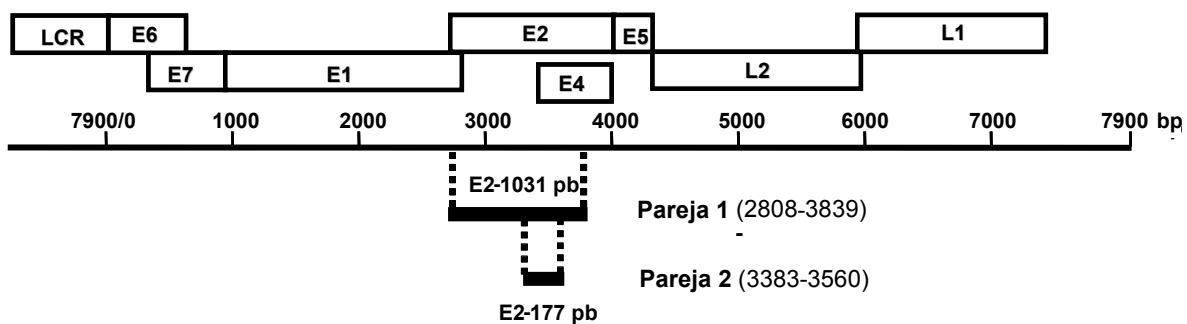 LCR E6 E2 E5 L1
E7 E1 E4 L2
7900/0 1000 2000 3000 4000 5000 6000 7000 7900 bp
E2-1031 pb
Pareja 1 (2808-3839)
-
Pareja 2 (3383-3560)
E2-177 pb